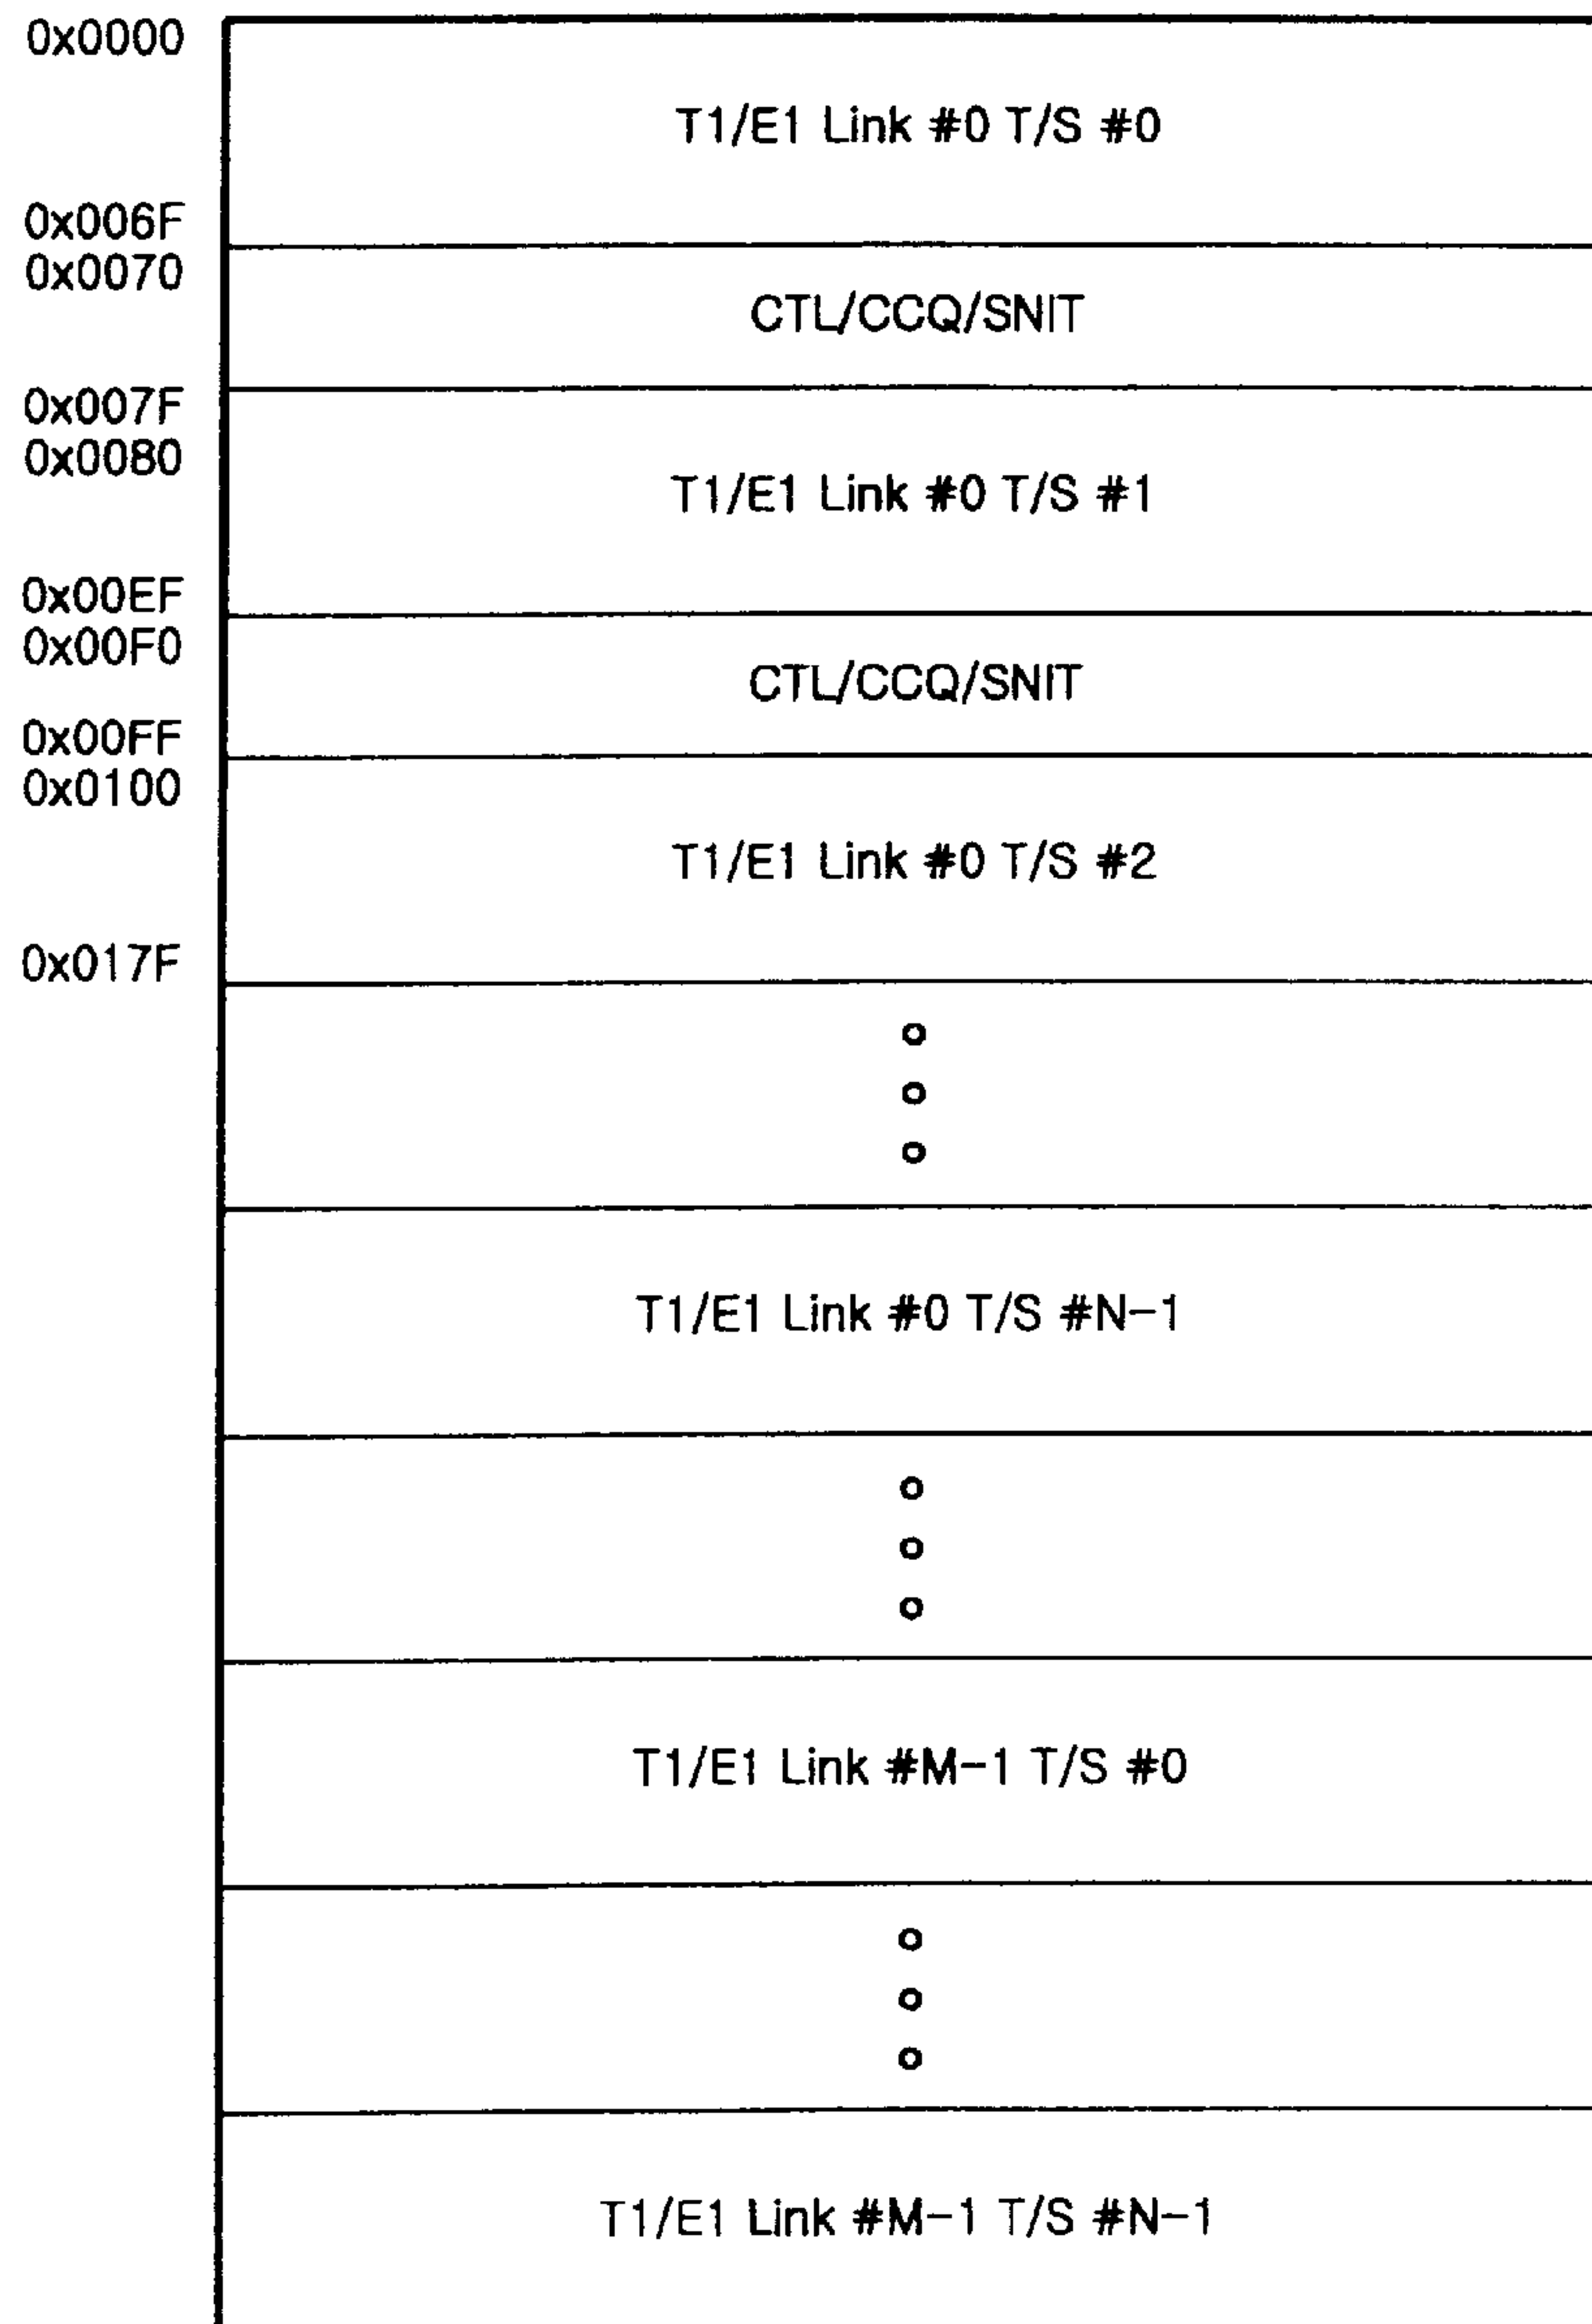 0x0000
T1/E1 Link #0 T/S #0
0x006F
0x0070
CTL/CCQ/SNIT
0x007F
0x0080
T1/E1 Link #0 T/S #1
0x00EF
0x00F0
CTL/CCQ/SNIT
0x00FF
0x0100
T1/E1 Link #0 T/S #2
0x017F
T1/E1 Link #0 T/S #N-1
T1/E1 Link #M-1 T/S #0
T1/E1 Link #M-1 T/S #N-1